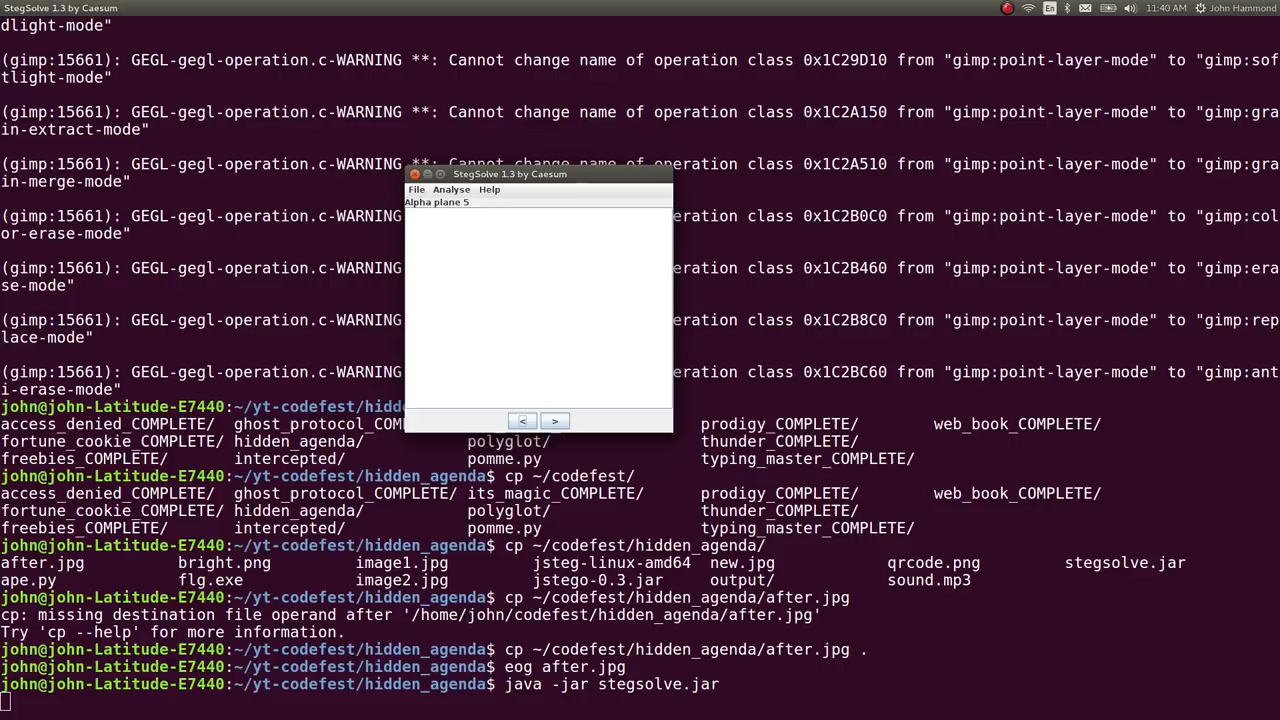 StegSolve 1.3 by Caesum
En
11:40 AM
John Hammond
dlight-mode"
(gimp:15661): GEGL-gegl-operation.c-WARNING **: Cannot change name of operation class 0x1C29D10 from "gimp:point-layer-mode" to "gimp:sof
tlight-mode"
(gimp:15661): GEGL-gegl-operation.c-WARNING **: Cannot change name of operation class 0x1C2A150 from "gimp:point-layer-mode" to "gimp:gra
in-extract-mode"
(gimp:15661): GEGL-gegl-operation.c-WARNING **: Cannot change name of operation class 0x1C2A510 from "gimp:point-layer-mode" to "gimp:gra
in-merge-mode"
(gimp:15661): GEGL-gegl-operation.c-WARNING eration class 0x1C2B0C0 from "gimp:point-layer-mode" to "gimp:col
or-erase-mode"
(gimp:15661): GEGL-gegl-operation.c-WARNING eration class 0x1C2B460 from "gimp:point-layer-mode" to "gimp:era
se-mode"
(gimp:15661): GEGL-gegl-operation.c-WARNING eration class 0x1C2B8C0 from "gimp:point-layer-mode" to "gimp:rep
lace-mode"
(gimp:15661): GEGL-gegl-operation.c-WARNING eration class 0x1C2BC60 from "gimp:point-layer-mode" to "gimp:ant
i-erase-mode"
StegSolve 1.3 by Caesum
File Analyse Help
Alpha plane 5
< >
john@john-Latitude-E7440:~/yt-codefest/hidde
access_denied_COMPLETE/ ghost_protocol_COM prodigy_COMPLETE/ web_book_COMPLETE/
fortune_cookie_COMPLETE/ hidden_agenda/ polyglot/ thunder_COMPLETE/
freebies_COMPLETE/ intercepted/ pomme.py typing_master_COMPLETE/
john@john-Latitude-E7440:~/yt-codefest/hidden_agenda$ cp ~/codefest/
access_denied_COMPLETE/ ghost_protocol_COMPLETE/ its_magic_COMPLETE/ prodigy_COMPLETE/ web_book_COMPLETE/
fortune_cookie_COMPLETE/ hidden_agenda/ polyglot/ thunder_COMPLETE/
freebies_COMPLETE/ intercepted/ pomme.py typing_master_COMPLETE/
john@john-Latitude-E7440:~/yt-codefest/hidden_agenda$ cp ~/codefest/hidden_agenda/
after.jpg bright.png image1.jpg jsteg-linux-amd64 new.jpg qrcode.png stegsolve.jar
ape.py flg.exe image2.jpg jstego-0.3.jar output/ sound.mp3
john@john-Latitude-E7440:~/yt-codefest/hidden_agenda$ cp ~/codefest/hidden_agenda/after.jpg
cp: missing destination file operand after '/home/john/codefest/hidden_agenda/after.jpg'
Try 'cp --help' for more information.
john@john-Latitude-E7440:~/yt-codefest/hidden_agenda$ cp ~/codefest/hidden_agenda/after.jpg .
john@john-Latitude-E7440:~/yt-codefest/hidden_agenda$ eog after.jpg
john@john-Latitude-E7440:~/yt-codefest/hidden_agenda$ java -jar stegsolve.jar